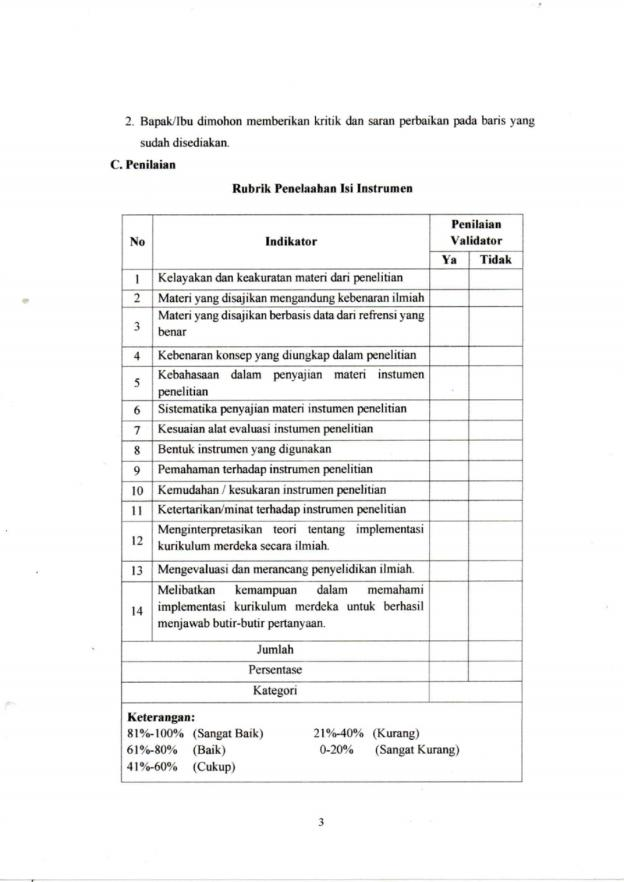 2. Bapak/Ibu dimohon memberikan kritik dan saran perbaikan pada baris yang
sudah disediakan.
C. Penilaian
Rubrik Penelaahan Isi Instrumen
No Indikator Penilaian Validator
Ya Tidak
1 Kelayakan dan keakuratan materi dari penelitian
2 Materi yang disajikan mengandung kebenaran ilmiah
3 Materi yang disajikan berbasis data dari refrensi yang
benar
4 Kebenaran konsep yang diungkap dalam penelitian
5 Kebahasaan dalam penyajian materi instumen
penelitian
6 Sistematika penyajian materi instumen penelitian
7 Kesuaian alat evaluasi instumen penelitian
8 Bentuk instrumen yang digunakan
9 Pemahaman terhadap instrumen penelitian
10 Kemudahan / kesukaran instrumen penelitian
11 Ketertarikan/minat terhadap instrumen penelitian
12 Menginterpretasikan teori tentang implementasi
kurikulum merdeka secara ilmiah.
13 Mengevaluasi dan merancang penyelidikan ilmiah.
14 Melibatkan kemampuan dalam memahami
implementasi kurikulum merdeka untuk berhasil
menjawab butir-butir pertanyaan.
Jumlah
Persentase
Kategori
Keterangan:
81%-100% (Sangat Baik) 21%-40% (Kurang)
61%-80% (Baik) 0-20% (Sangat Kurang)
41%-60% (Cukup)
3